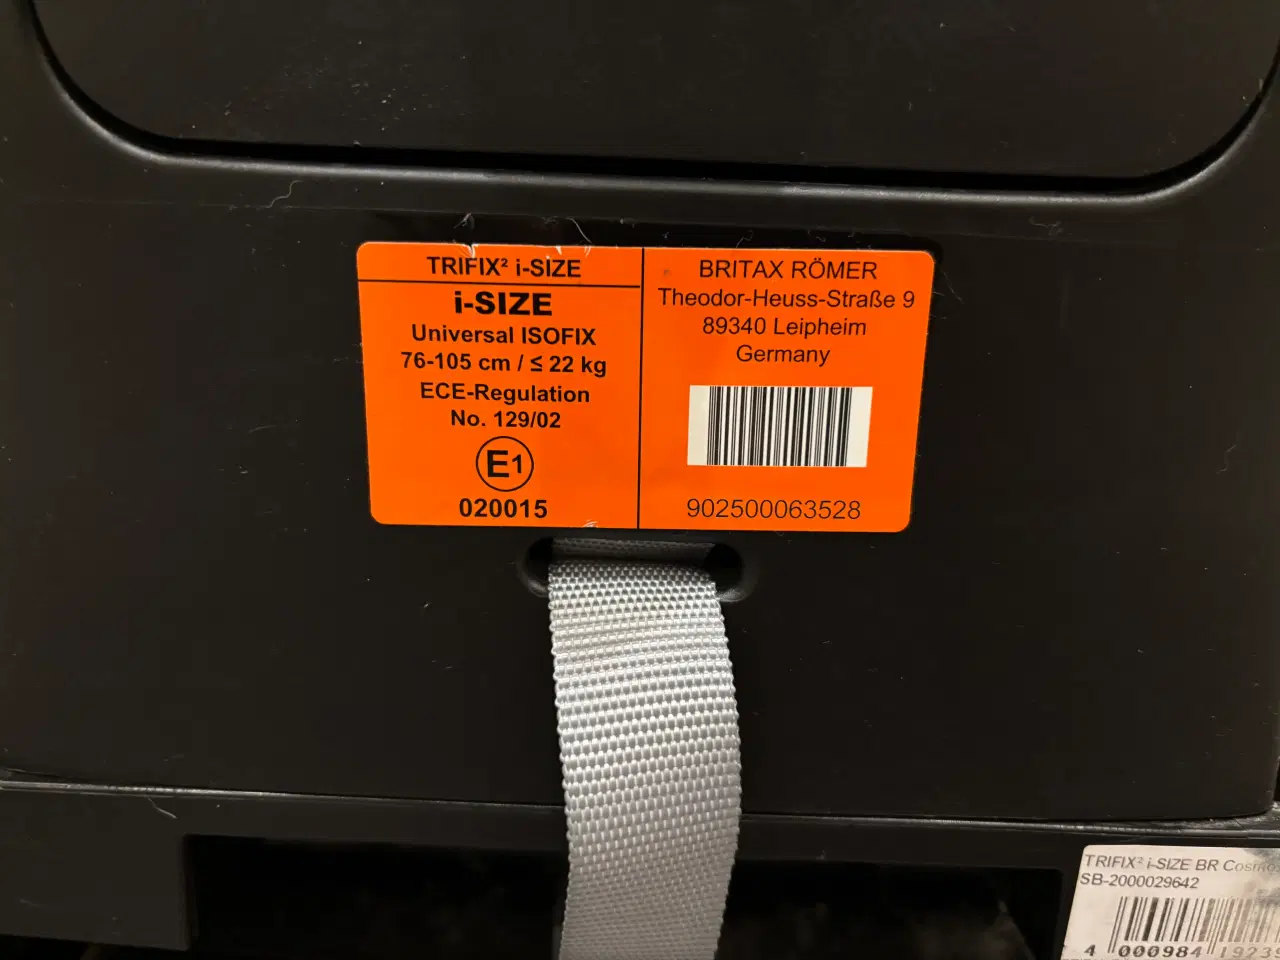 TRIFIX² i-SIZE
i-SIZE
Universal ISOFIX
76-105 cm / ≤ 22 kg
ECE-Regulation
No. 129/02
E1
020015
BRITAX RÖMER
Theodor-Heuss-Straße 9
89340 Leipheim
Germany
902500063528
TRIFIX² i-SIZE BR
SB-2000029642
4 000984